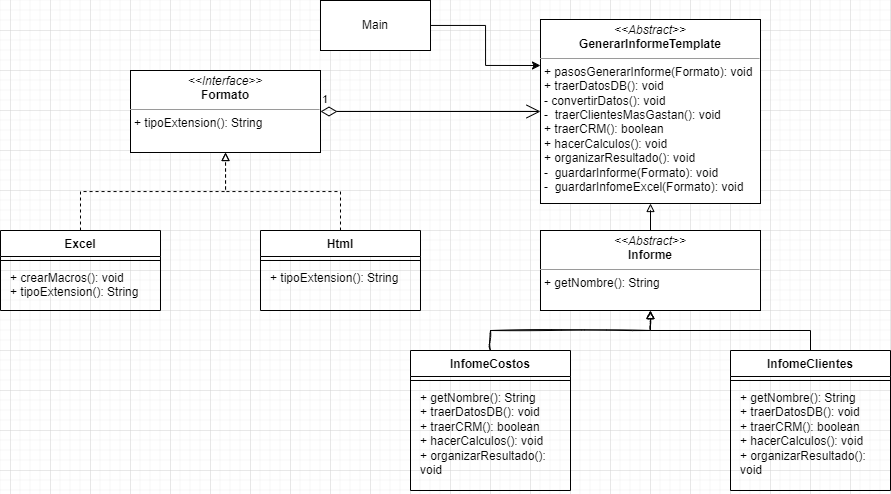 Main
<<Abstract>>
GenerarInformeTemplate
+ pasosGenerarInforme(Formato): void
+ traerDatosDB(): void
- convertirDatos(): void
-  traerClientesMasGastan(): void
+ traerCRM(): boolean
+ hacerCalculos(): void
+ organizarResultado(): void
-  guardarInforme(Formato): void
-  guardarInfomeExcel(Formato): void
<<Interface>>
Formato
+ tipoExtension(): String
1
Excel
+ crearMacros(): void
+ tipoExtension(): String
Html
+ tipoExtension(): String
<<Abstract>>
Informe
+ getNombre(): String
InfomeCostos
+ getNombre(): String
+ traerDatosDB(): void
+ traerCRM(): boolean
+ hacerCalculos(): void
+ organizarResultado():
void
InfomeClientes
+ getNombre(): String
+ traerDatosDB(): void
+ traerCRM(): boolean
+ hacerCalculos(): void
+ organizarResultado():
void